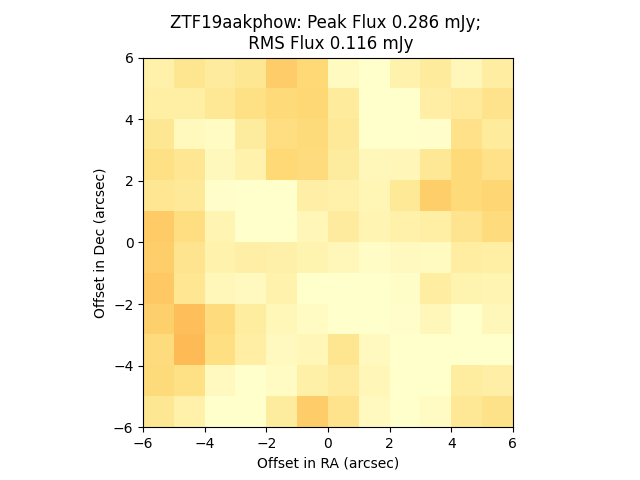 ZTF19aakphow: Peak Flux 0.286 mJy;
RMS Flux 0.116 mJy
6
4
2
0
−2
−4
−6
Offset in Dec (arcsec)
−6 −4 −2 0 2 4 6
Offset in RA (arcsec)